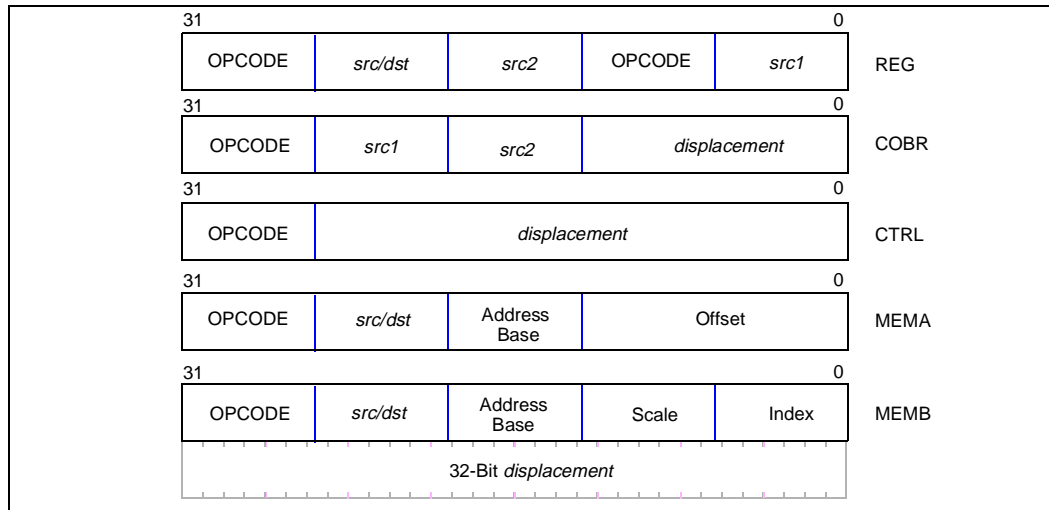 31 0
OPCODE src/dst src2 OPCODE src1 REG
31 0
OPCODE src1 src2 displacement COBR
31 0
OPCODE displacement CTRL
31 0
OPCODE src/dst Address Base Offset MEMA
31 0
OPCODE src/dst Address Base Scale Index MEMB
32-Bit displacement